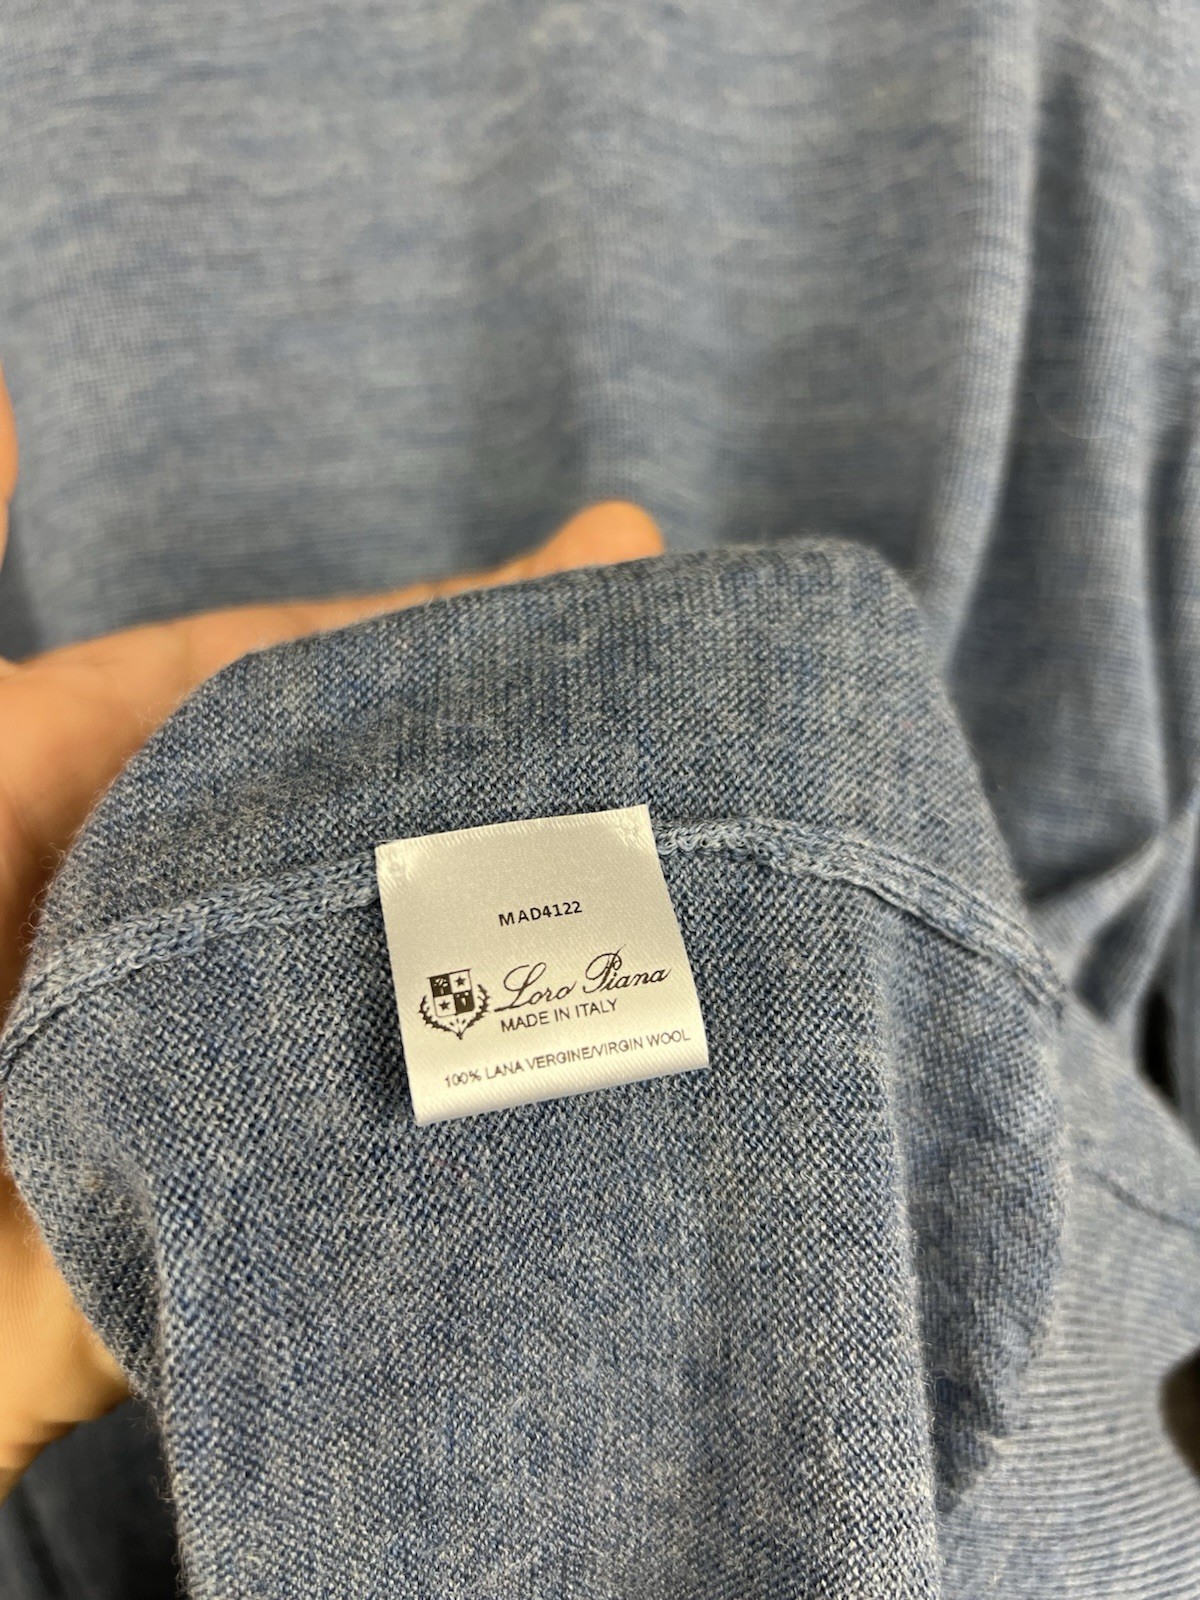 MAD4122
Loro Piana
MADE IN ITALY
100% LANA VERGINE/VIRGIN WOOL